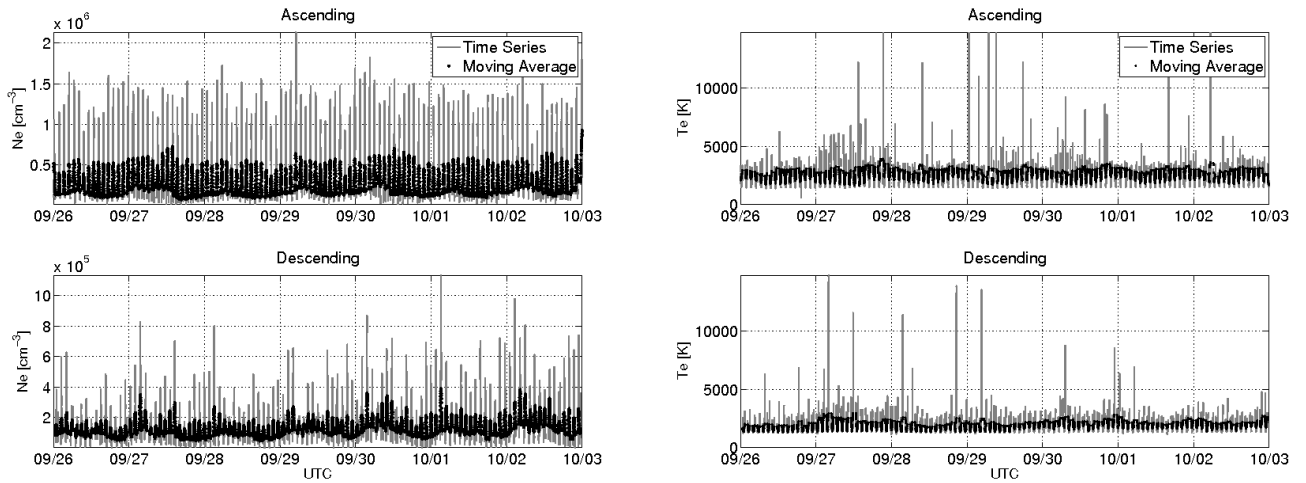 Ascending
x 10⁶
2
1.5
1
0.5
Ne [cm⁻³]
Time Series
Moving Average
09/26 09/27 09/28 09/29 09/30 10/01 10/02 10/03
Descending
x 10⁵
10
8
6
4
2
Ne [cm⁻³]
09/26 09/27 09/28 09/29 09/30 10/01 10/02 10/03
UTC
Ascending
10000
5000
0
Te [K]
Time Series
Moving Average
09/26 09/27 09/28 09/29 09/30 10/01 10/02 10/03
Descending
10000
5000
0
Te [K]
09/26 09/27 09/28 09/29 09/30 10/01 10/02 10/03
UTC